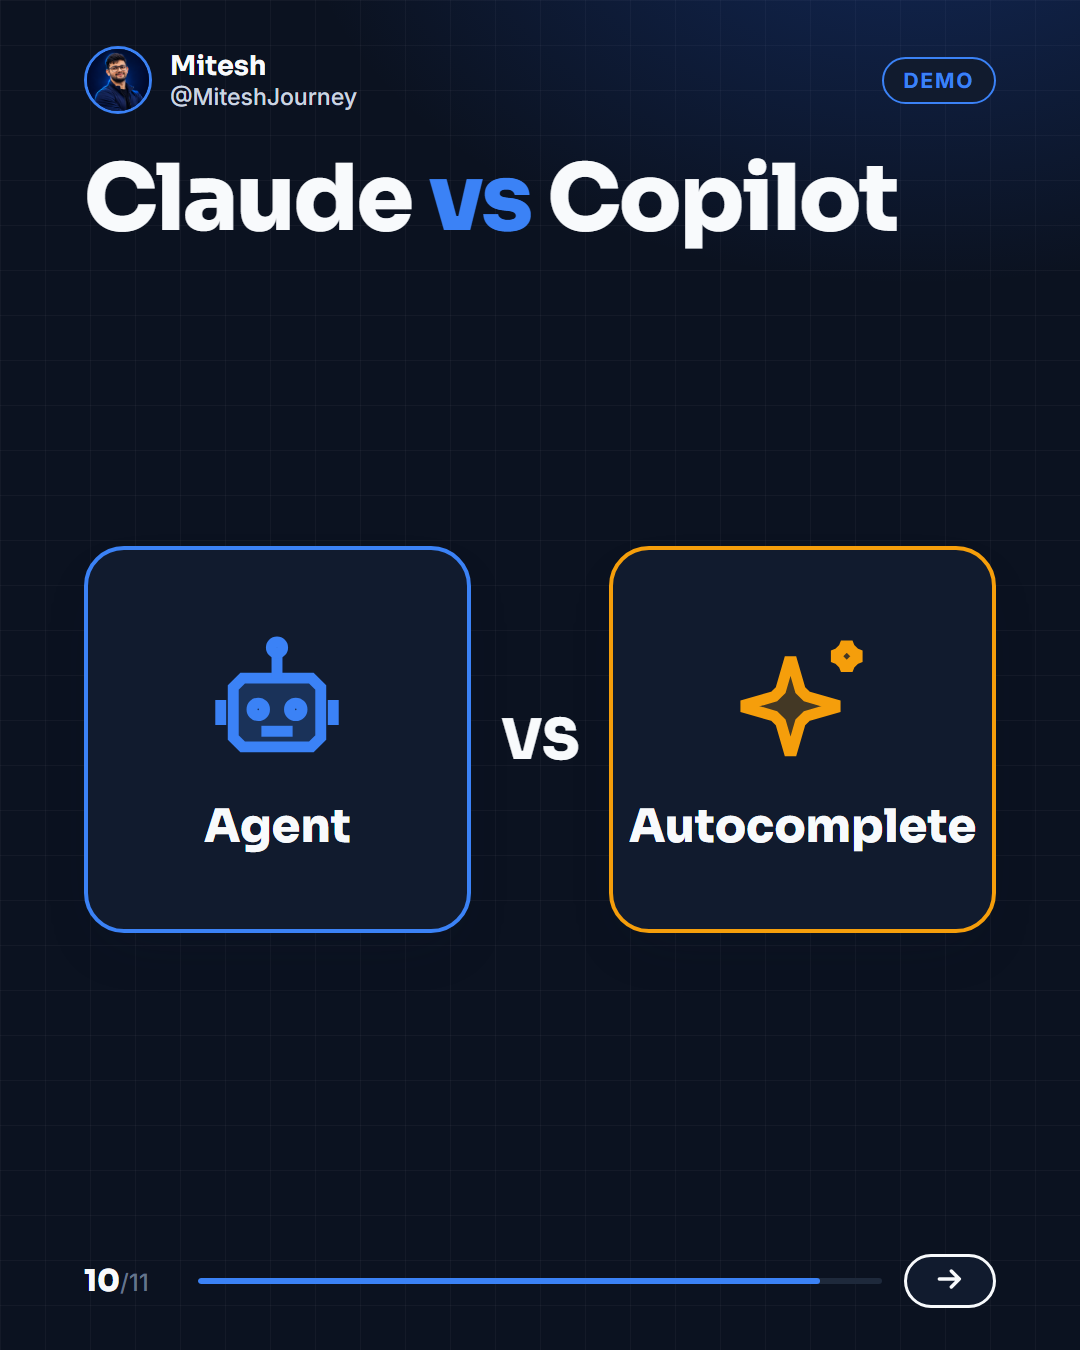 Mitesh
@MiteshJourney
DEMO
Claude vs Copilot
Agent
VS
Autocomplete
10/11